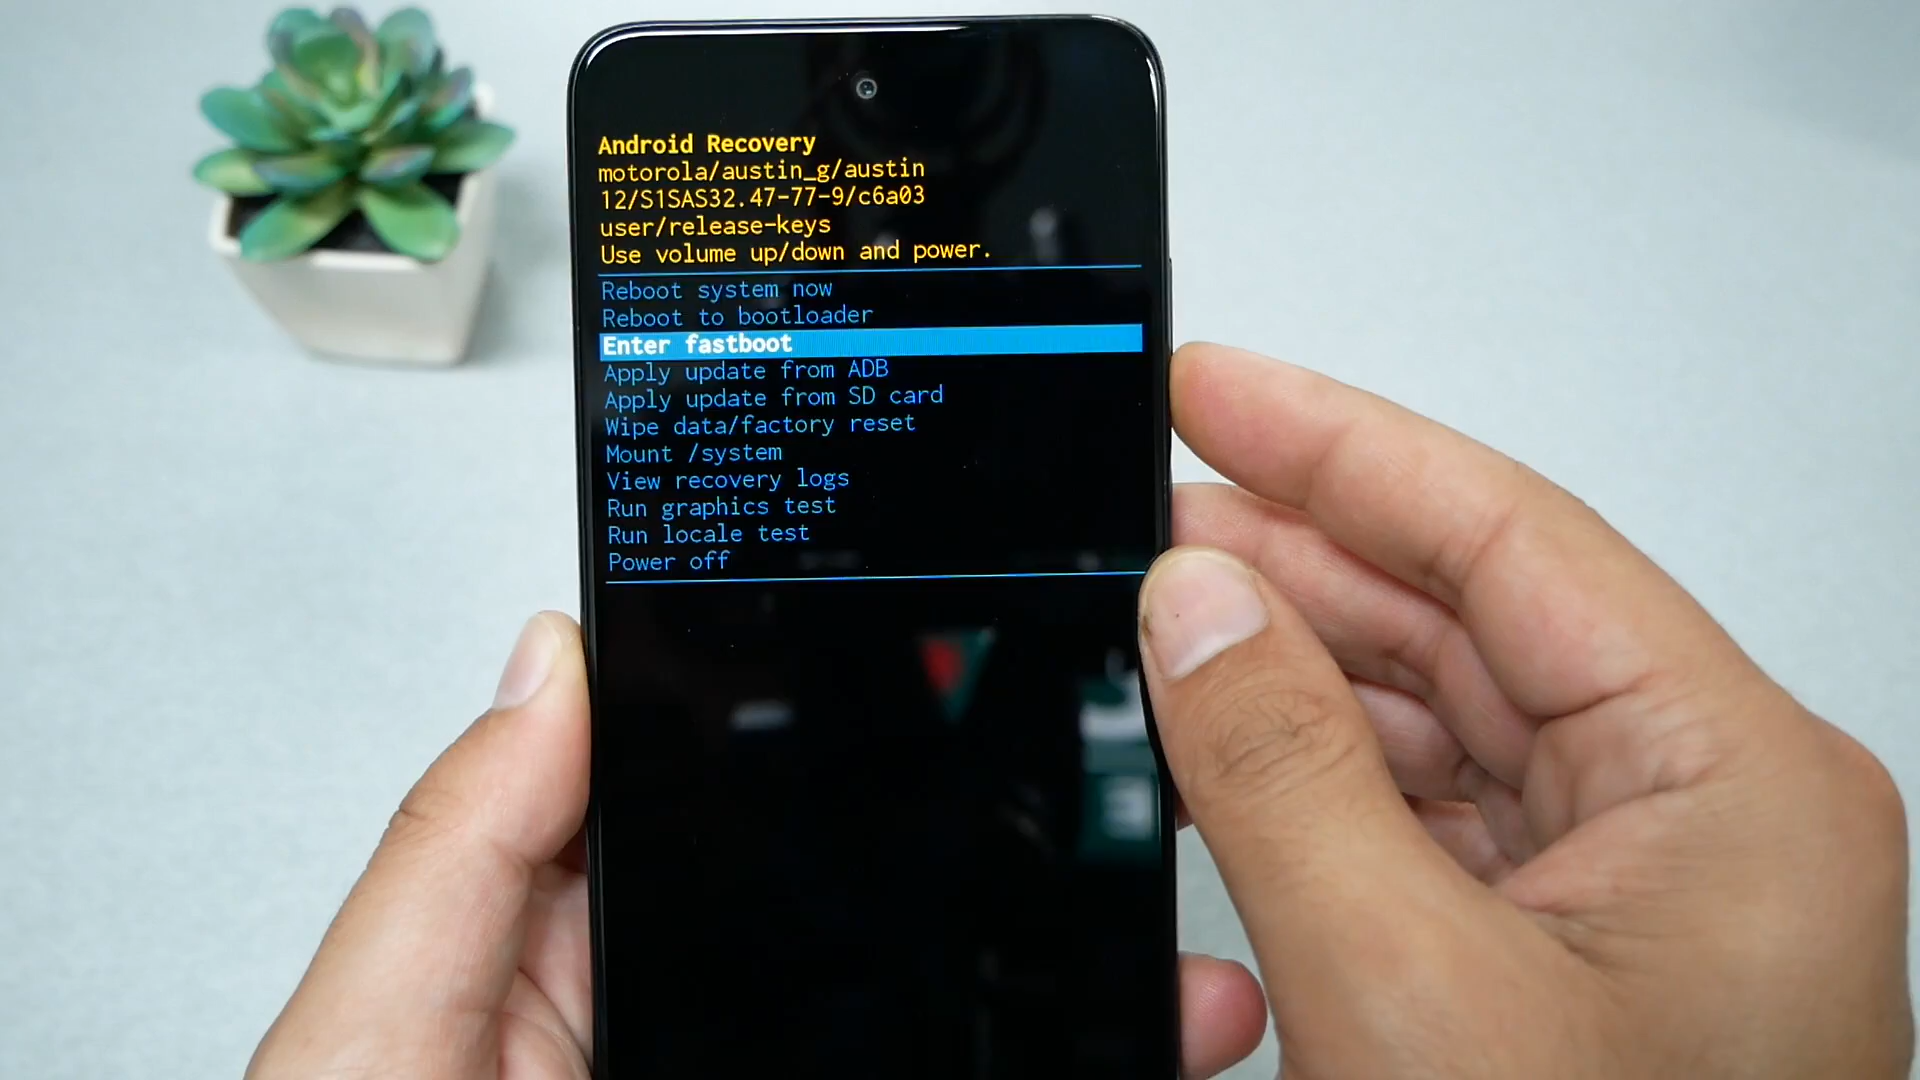 Android Recovery
motorola/austin_g/austin
12/S1SAS32.47-77-9/c6a03
user/release-keys
Use volume up/down and power.
Reboot system now
Reboot to bootloader
Enter fastboot
Apply update from ADB
Apply update from SD card
Wipe data/factory reset
Mount /system
View recovery logs
Run graphics test
Run locale test
Power off